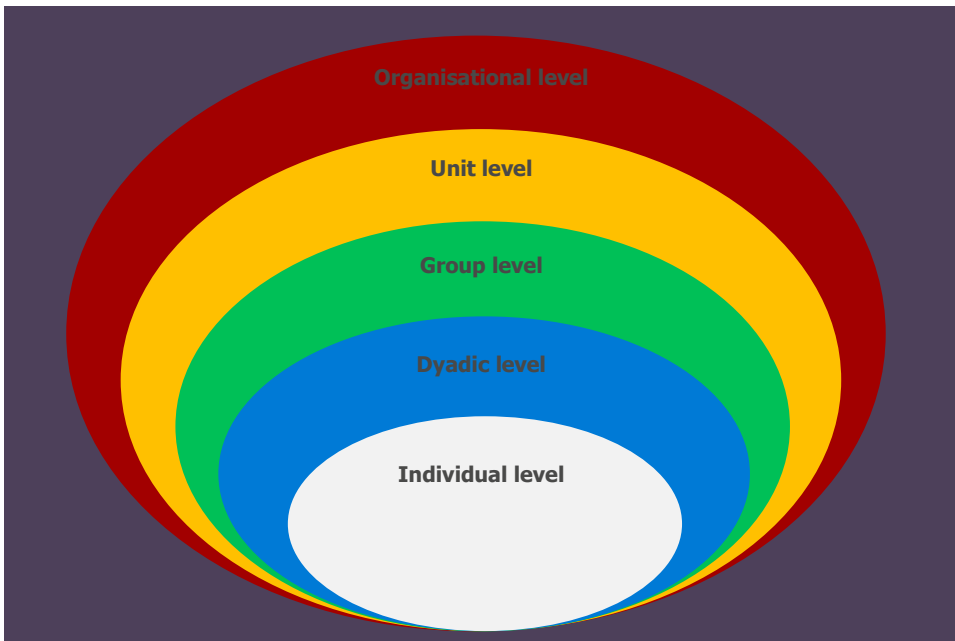 Organisational level
Unit level
Group level
Dyadic level
Individual level